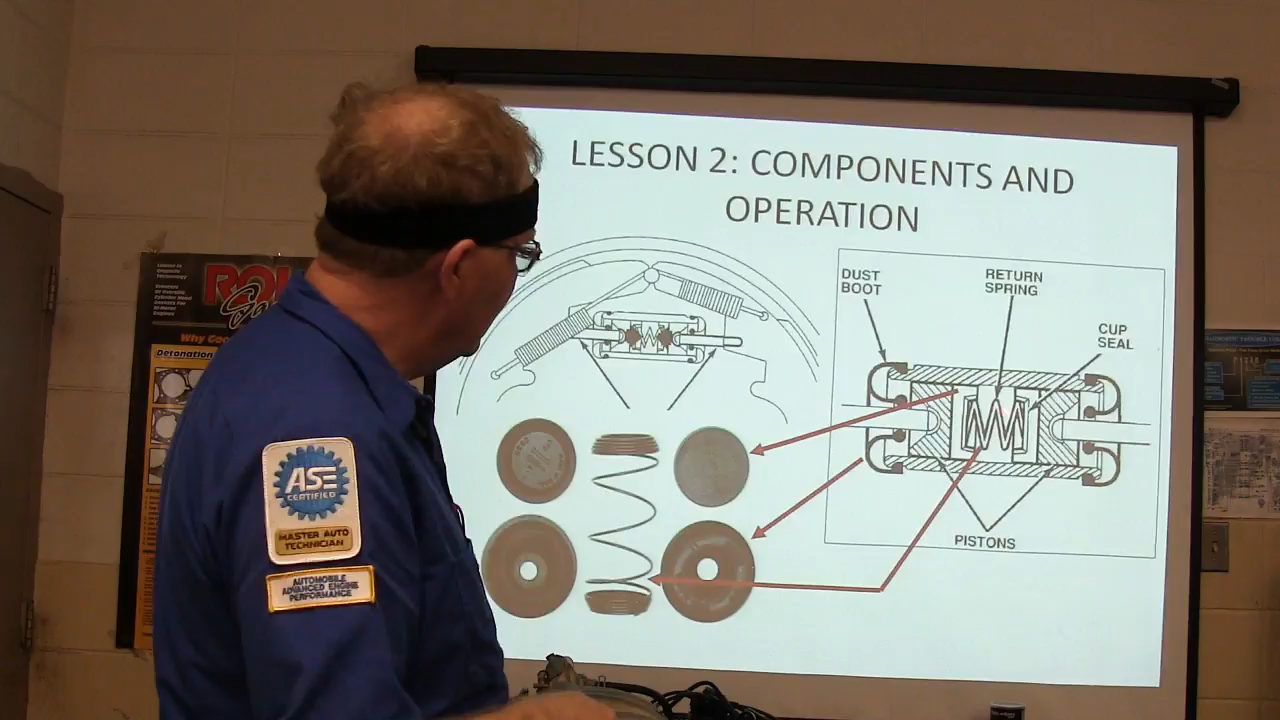 LESSON 2: COMPONENTS AND
OPERATION
DUST
BOOT
RETURN
SPRING
CUP
SEAL
PISTONS
ASE
CERTIFIED
MASTER AUTO
TECHNICIAN
AUTOMOBILE
ADVANCED ENGINE
PERFORMANCE
Detonation